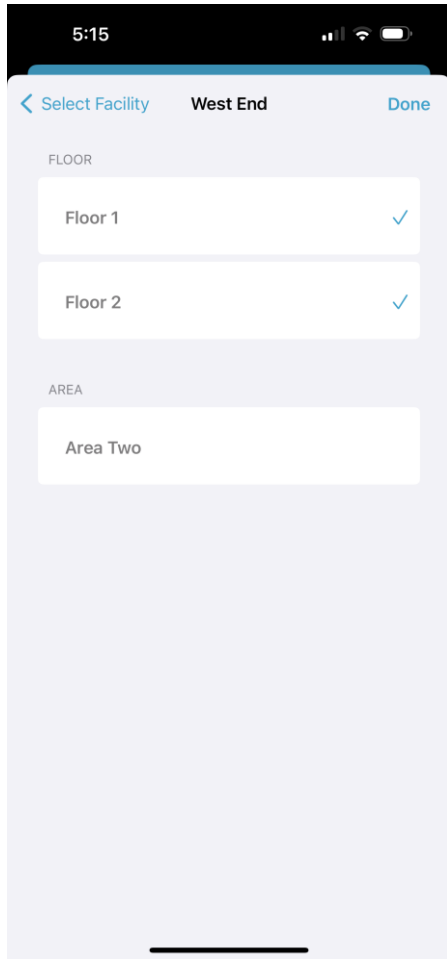 5:15
Select Facility West End Done
FLOOR
Floor 1
Floor 2
AREA
Area Two